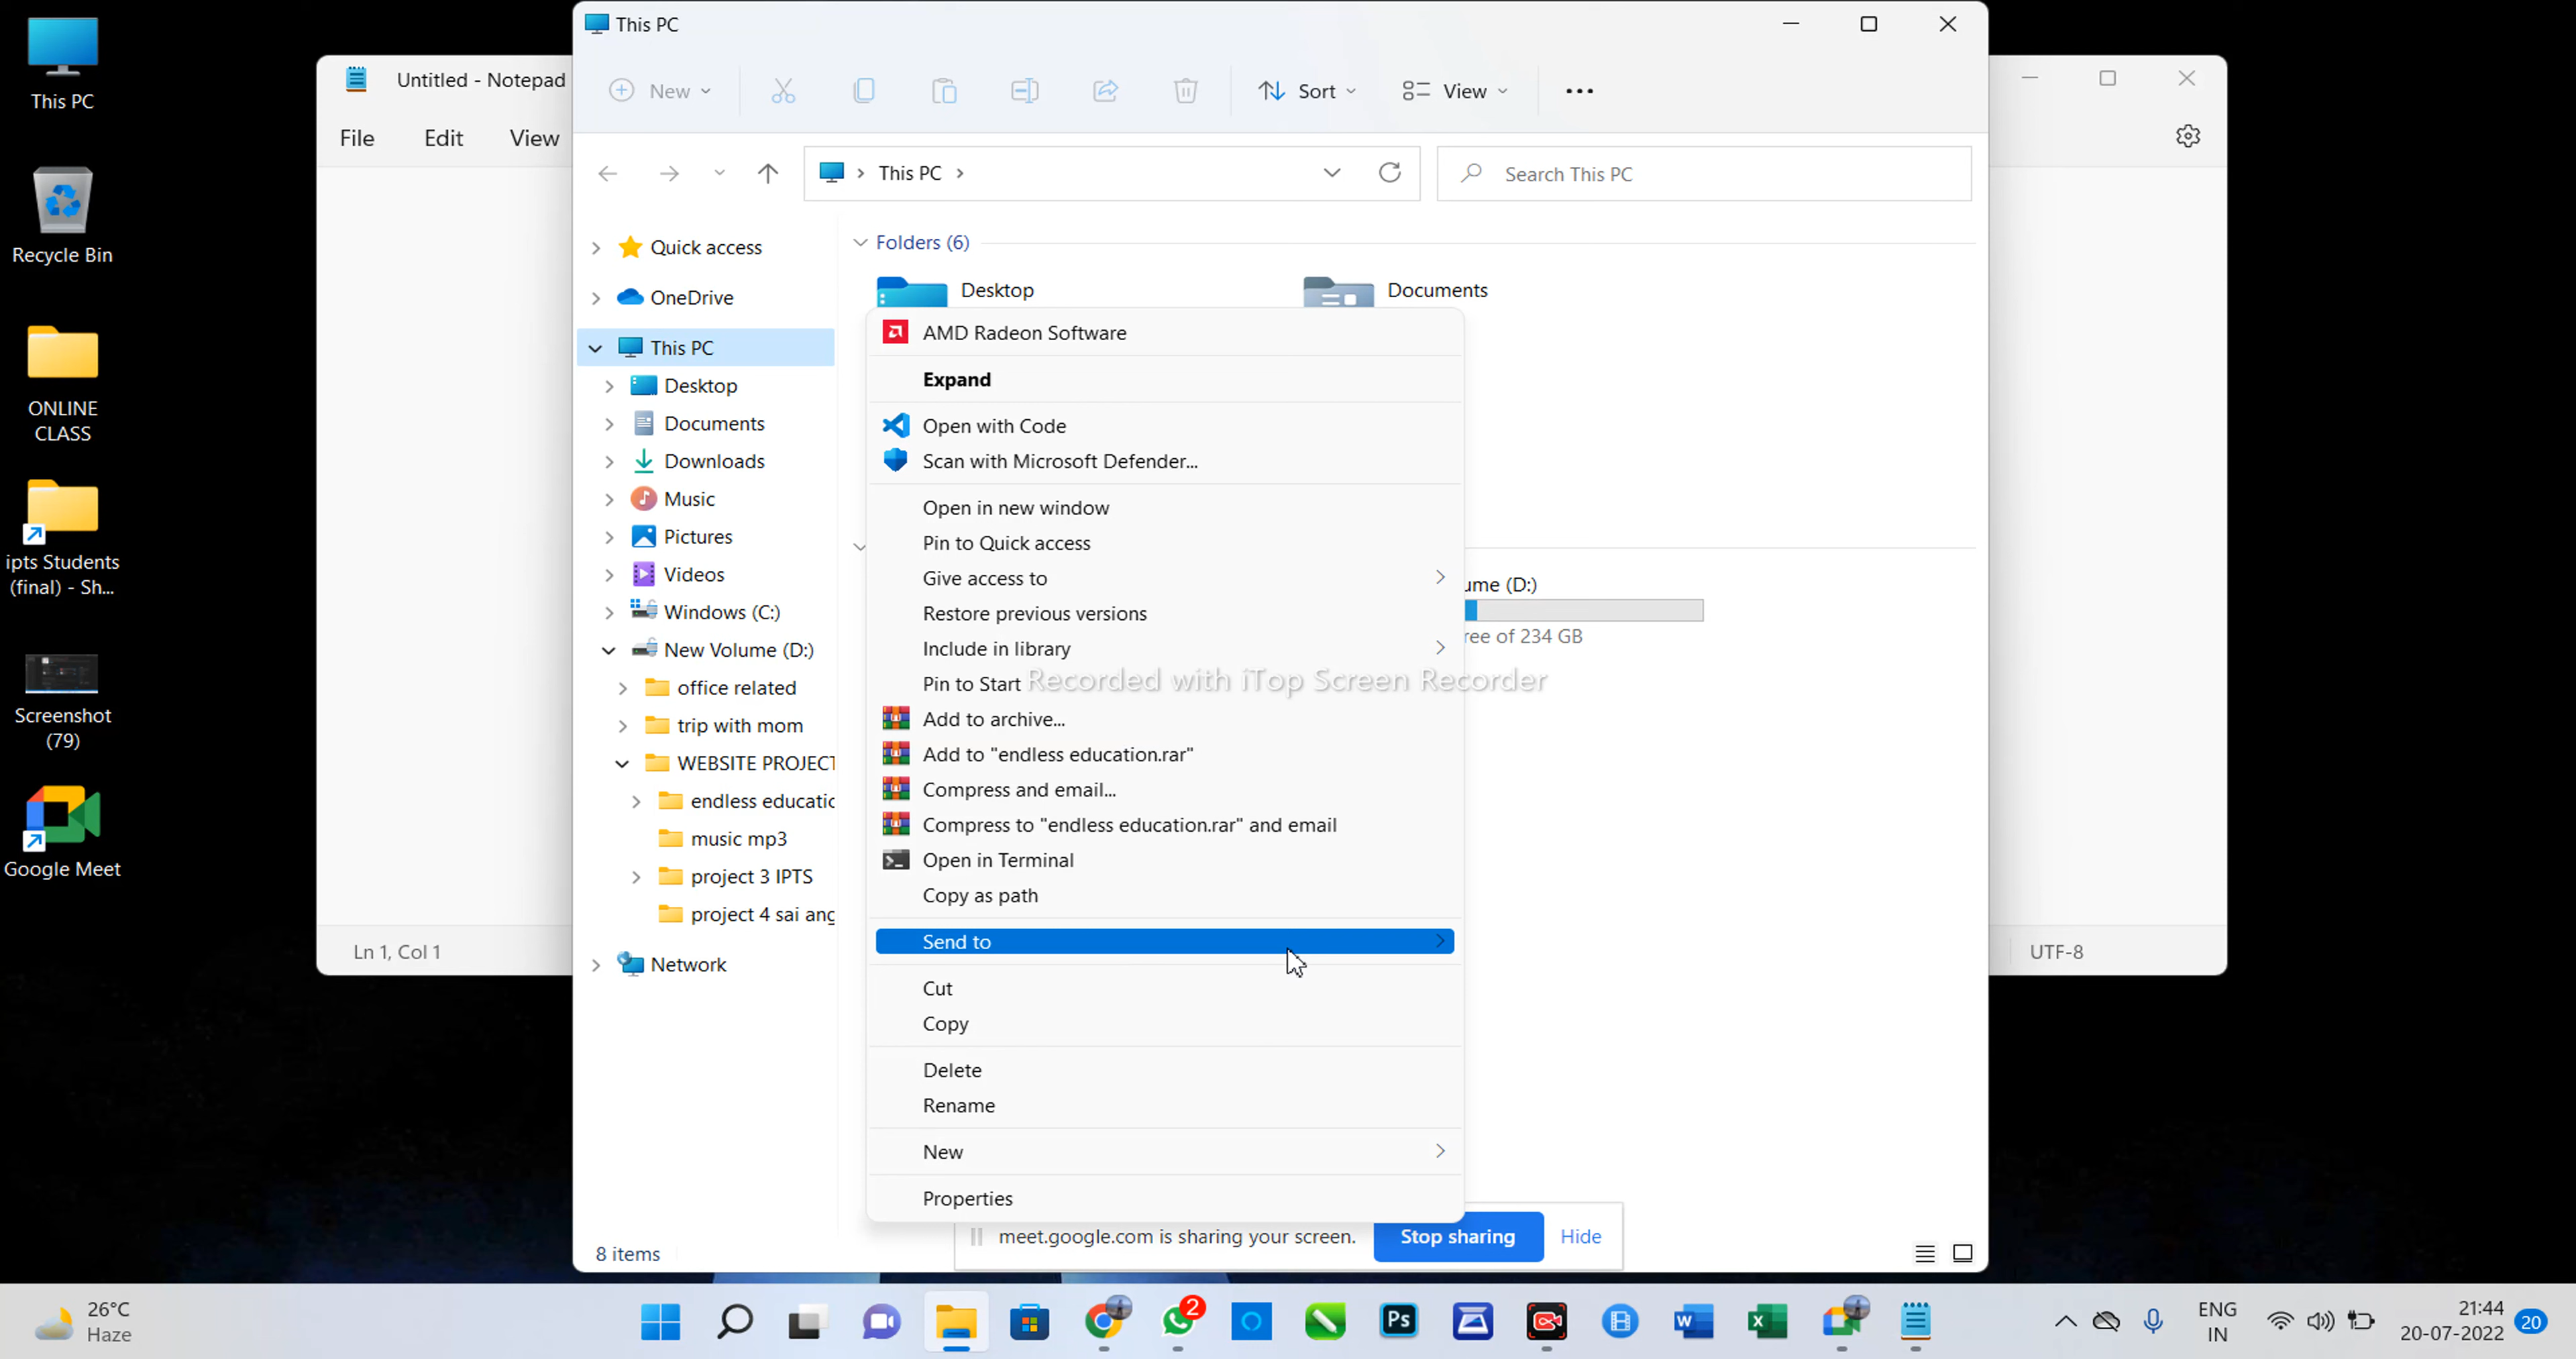 This PC
Recycle Bin
ONLINE
CLASS
ipts Students
(final) - Sh...
Screenshot
(79)
Google Meet
Untitled - Notepad
File Edit View
Ln 1, Col 1
UTF-8
This PC
New Sort View
This PC
Search This PC
Quick access
OneDrive
This PC
Desktop
Documents
Downloads
Music
Pictures
Videos
Windows (C:)
New Volume (D:)
office related
trip with mom
WEBSITE PROJECT
endless educatio
music mp3
project 3 IPTS
project 4 sai ang
Network
8 items
Folders (6)
Desktop
Documents
ume (D:)
ree of 234 GB
AMD Radeon Software
Expand
Open with Code
Scan with Microsoft Defender...
Open in new window
Pin to Quick access
Give access to
Restore previous versions
Include in library
Pin to Start
Recorded with iTop Screen Recorder
Add to archive...
Add to "endless education.rar"
Compress and email...
Compress to "endless education.rar" and email
Open in Terminal
Copy as path
Send to
Cut
Copy
Delete
Rename
New
Properties
meet.google.com is sharing your screen. Stop sharing Hide
26°C
Haze
2
Ps
ENG
IN
21:44
20-07-2022
20